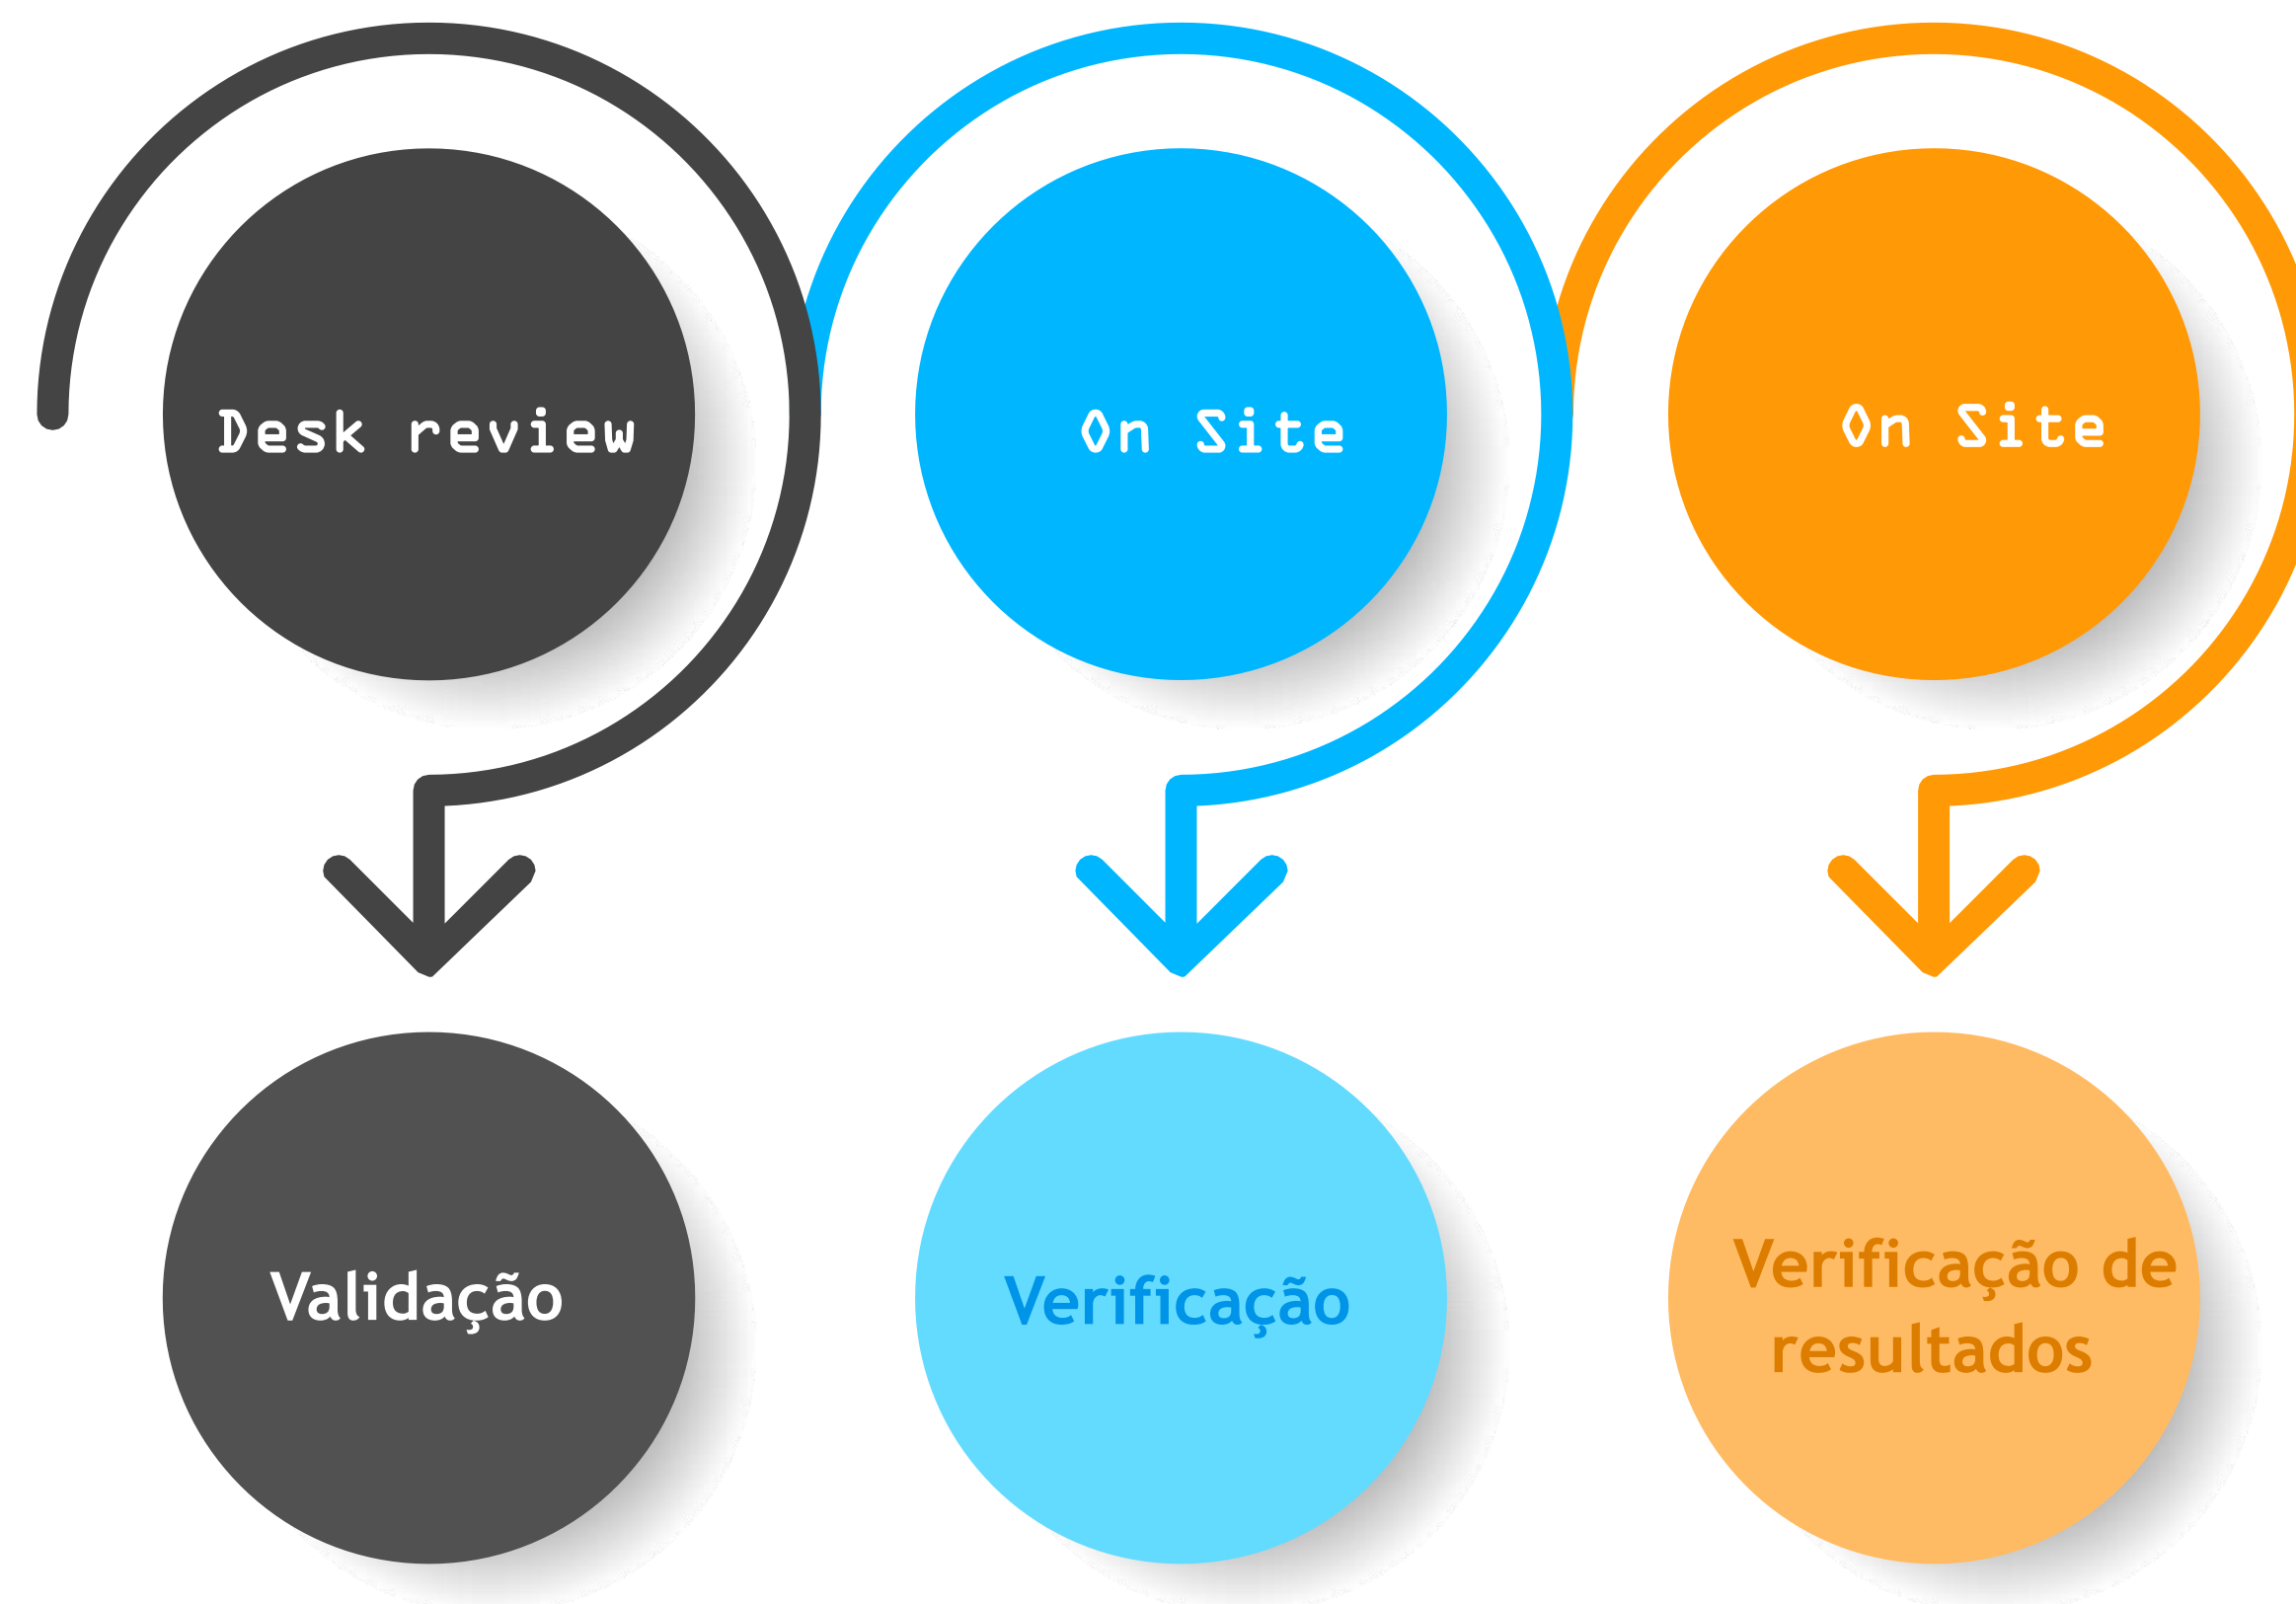 Desk review
On Site
On Site
Validação
Verificação
Verificação de
resultados